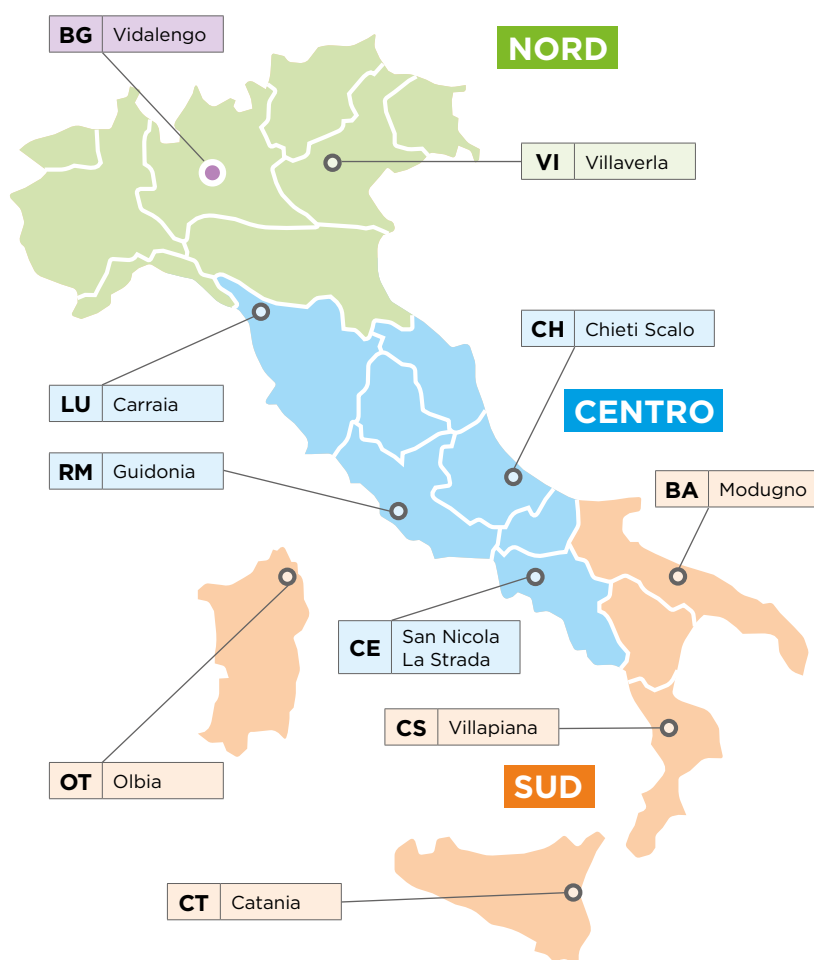 BG Vidalengo
NORD
VI Villaverla
CH Chieti Scalo
LU Carraia
CENTRO
RM Guidonia
BA Modugno
CE San Nicola
La Strada
CS Villapiana
OT Olbia
SUD
CT Catania